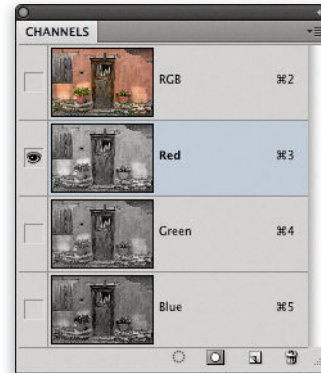 CHANNELS
RGB ⌘2
Red ⌘3
Green ⌘4
Blue ⌘5